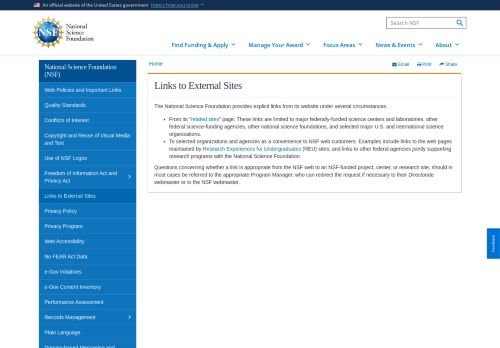 An official website of the United States government Here's how you know
National
Science
Foundation
NSF
Search NSF
Find Funding & Apply
Manage Your Award
Focus Areas
News & Events
About
National Science Foundation
(NSF)
Web Policies and Important Links
Quality Standards
Conflicts of Interest
Copyright and Reuse of Visual Media
and Text
Use of NSF Logos
Freedom of Information Act and
Privacy Act
Links to External Sites
Privacy Policy
Privacy Program
Web Accessibility
No FEAR Act Data
e-Gov Initiatives
e-Gov Content Inventory
Performance Assessment
Records Management
Plain Language
Home
Email
Print
Share
Links to External Sites
The National Science Foundation provides explicit links from its website under several circumstances:
From its "related sites" page: These links are limited to major federally-funded science centers and laboratories, other
federal science-funding agencies, other national science foundations, and selected major U.S. and international science
organizations.
To selected organizations and agencies as a convenience to NSF web customers. Examples include links to the web pages
maintained by Research Experiences for Undergraduates (REU) sites; and links to other federal agencies jointly supporting
research programs with the National Science Foundation.
Questions concerning whether a link is appropriate from the NSF web to an NSF-funded project, center, or research site, should in
most cases be referred to the appropriate Program Manager, who can redirect the request if necessary to their Directorate
webmaster or to the NSF webmaster.
Feedback